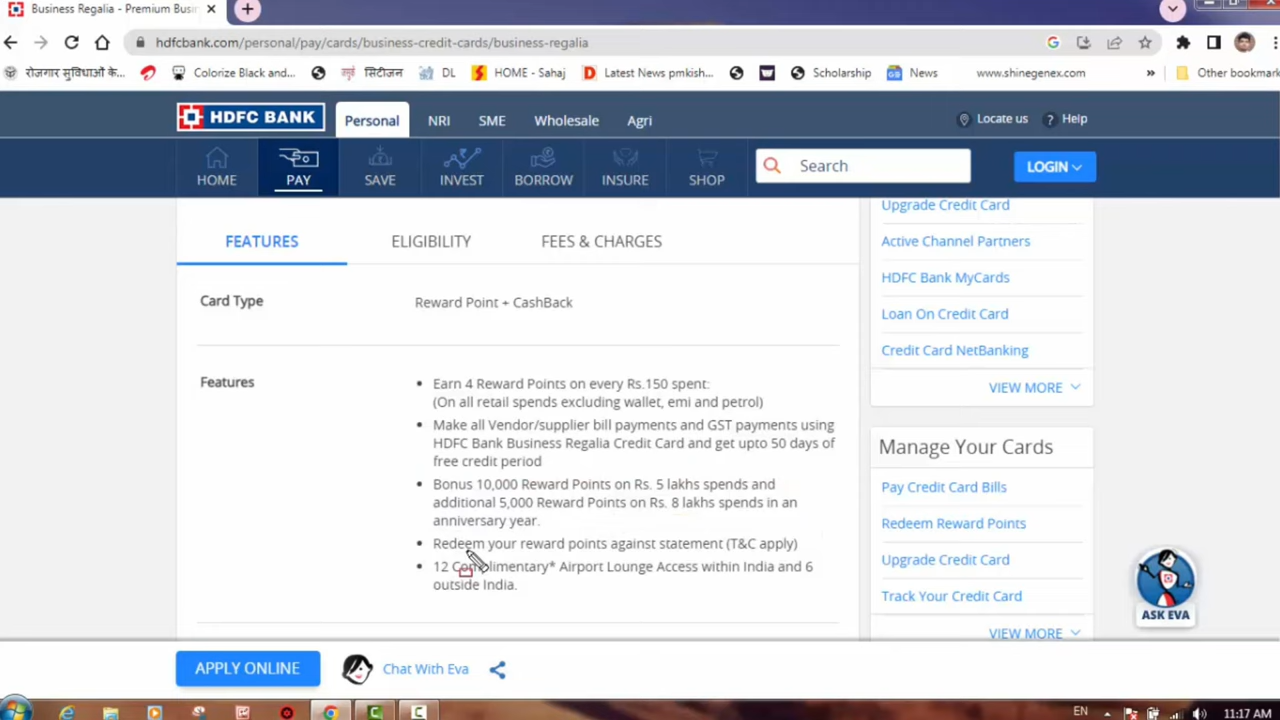 Business Regalia - Premium Busi
hdfcbank.com/personal/pay/cards/business-credit-cards/business-regalia
रोजगार सुविधाओं के... Colorize Black and... सिटीजन DL HOME - Sahaj Latest News pmkish... Scholarship News www.shinegenex.com » Other bookmark
HDFC BANK Personal NRI SME Wholesale Agri Locate us ? Help
HOME PAY SAVE INVEST BORROW INSURE SHOP Search LOGIN
Upgrade Credit Card
FEATURES ELIGIBILITY FEES & CHARGES
Active Channel Partners
HDFC Bank MyCards
Card Type Reward Point + CashBack
Loan On Credit Card
Credit Card NetBanking
VIEW MORE
Features
• Earn 4 Reward Points on every Rs.150 spent:
(On all retail spends excluding wallet, emi and petrol)
• Make all Vendor/supplier bill payments and GST payments using
HDFC Bank Business Regalia Credit Card and get upto 50 days of
free credit period
• Bonus 10,000 Reward Points on Rs. 5 lakhs spends and
additional 5,000 Reward Points on Rs. 8 lakhs spends in an
anniversary year.
• Redeem your reward points against statement (T&C apply)
• 12 Complimentary* Airport Lounge Access within India and 6
outside India.
Manage Your Cards
Pay Credit Card Bills
Redeem Reward Points
Upgrade Credit Card
Track Your Credit Card
VIEW MORE
ASK EVA
APPLY ONLINE Chat With Eva
EN 11:17 AM